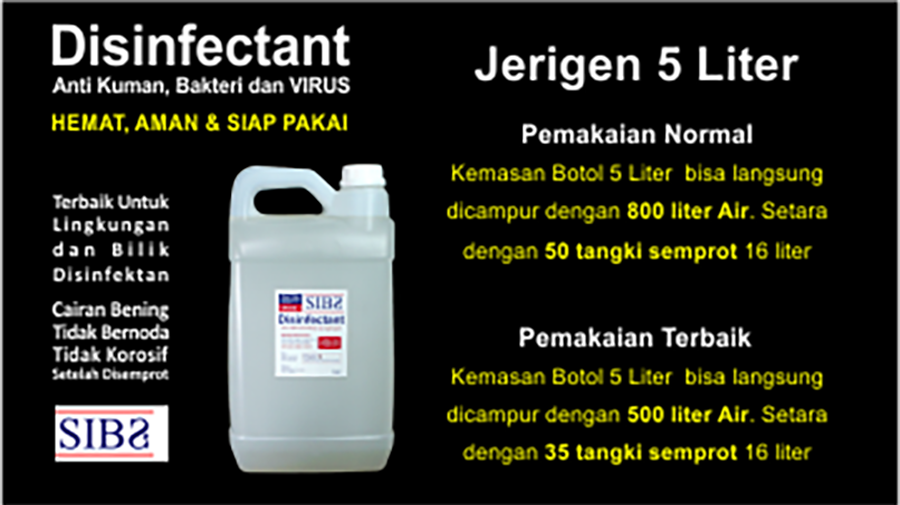 Disinfectant
Anti Kuman, Bakteri dan VIRUS
HEMAT, AMAN & SIAP PAKAI
Terbaik Untuk
Lingkungan
dan Bilik
Disinfektan
Cairan Bening
Tidak Bernoda
Tidak Korosif
Setelah Disemprot
SIBS
SIBS
Disinfectant
Jerigen 5 Liter
Pemakaian Normal
Kemasan Botol 5 Liter bisa langsung
dicampur dengan 800 liter Air. Setara
dengan 50 tangki semprot 16 liter
Pemakaian Terbaik
Kemasan Botol 5 Liter bisa langsung
dicampur dengan 500 liter Air. Setara
dengan 35 tangki semprot 16 liter